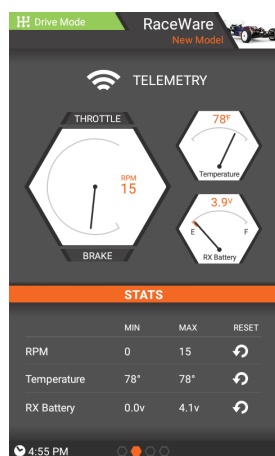 Drive Mode
RaceWare
New Model
TELEMETRY
THROTTLE
RPM
15
BRAKE
78F
Temperature
3.9V
E F
RX Battery
STATS
MIN MAX RESET
RPM 0 15
Temperature 78° 78°
RX Battery 0.0v 4.1v
4:55 PM